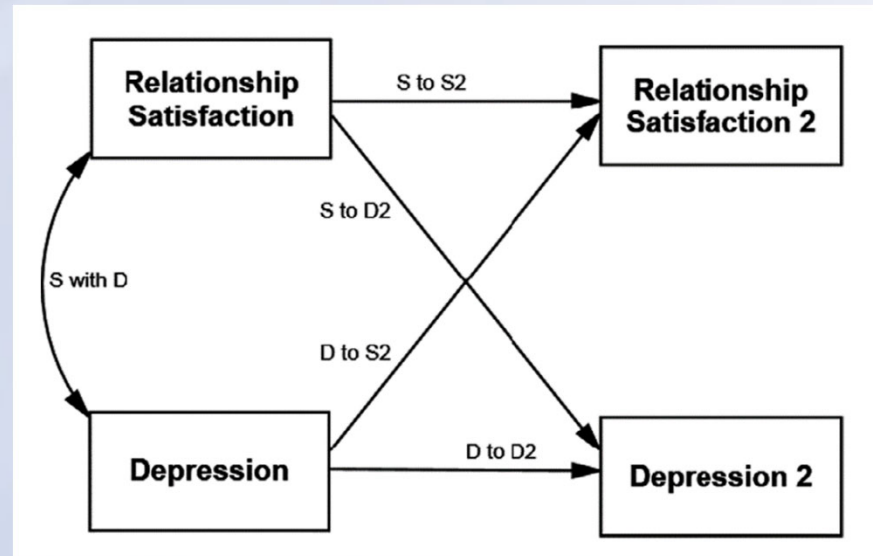 Relationship
Satisfaction
S to S2
Relationship
Satisfaction 2
S to D2
S with D
D to S2
Depression
D to D2
Depression 2